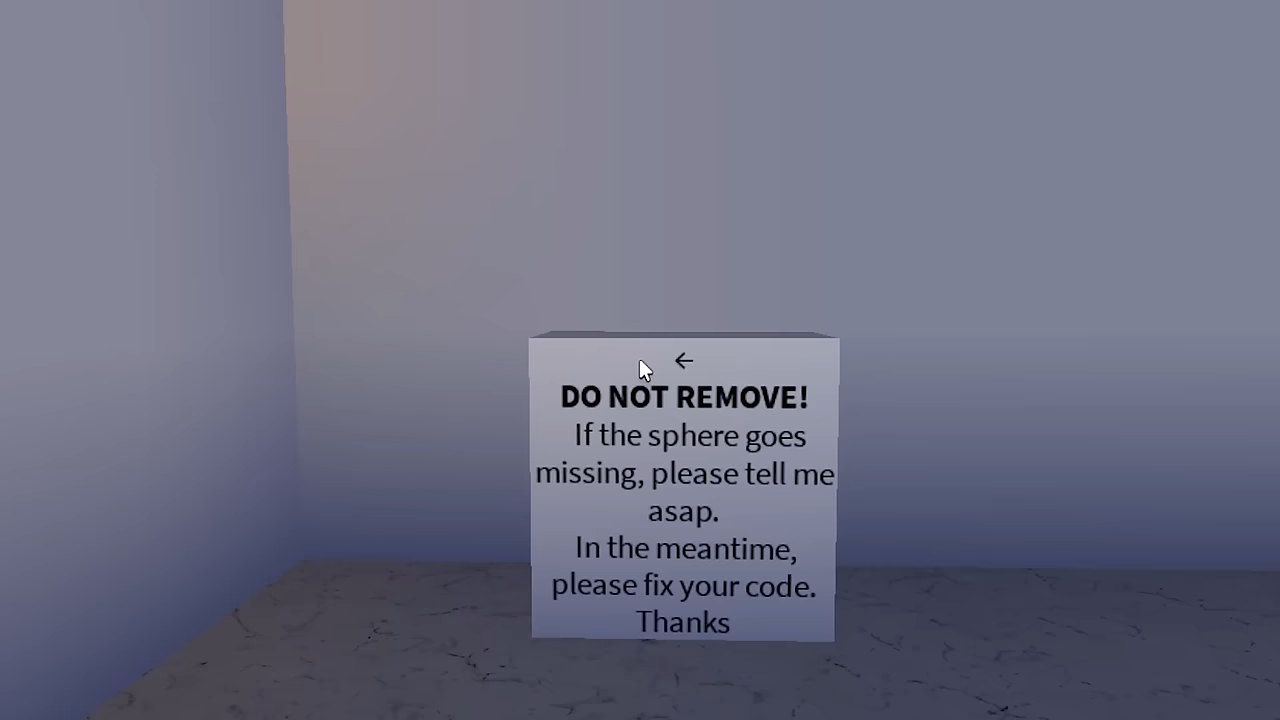 ←
DO NOT REMOVE!
If the sphere goes
missing, please tell me
asap.
In the meantime,
please fix your code.
Thanks